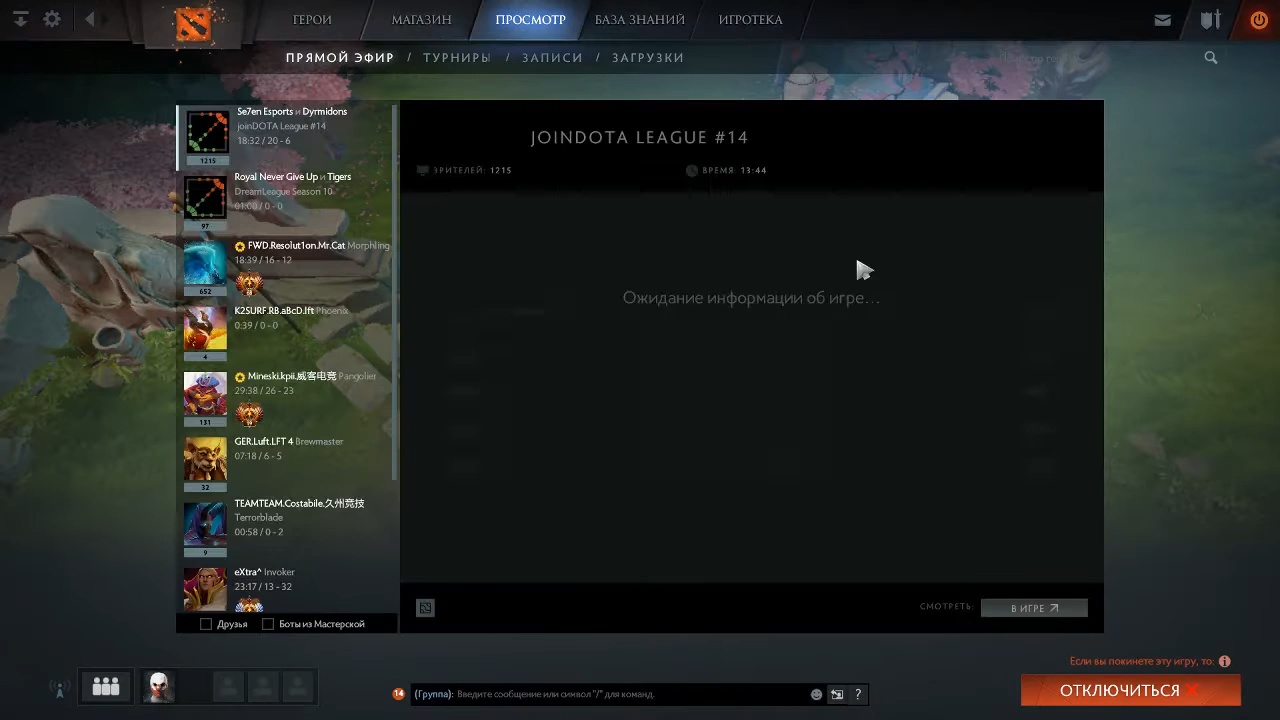 ГЕРОИ
МАГАЗИН
ПРОСМОТР
БАЗА ЗНАНИЙ
ИГРОТЕКА
ПРЯМОЙ ЭФИР / ТУРНИРЫ / ЗАПИСИ / ЗАГРУЗКИ
Se7en Esports и Dyrmidons
joinDOTA League #14
18:32 / 20 - 6
1215
Royal Never Give Up и Tigers
DreamLeague Season 10
01:00 / 0 - 0
97
FWD.Resolut1on.Mr.Cat Morphling
18:39 / 16 - 12
652
K2SURF.RB.aBcD.lft Phoenix
0:39 / 0 - 0
4
Mineski.kpii.威客电竞 Pangolier
29:38 / 26 - 23
131
GER.Luft.LFT 4 Brewmaster
07:18 / 6 - 5
32
TEAMTEAM.Costabile.久州竞技
Terrorblade
00:58 / 0 - 2
9
eXtra^ Invoker
23:17 / 13 - 32
Друзья
Боты из Мастерской
JOINDOTA LEAGUE #14
ЗРИТЕЛЕЙ: 1215
ВРЕМЯ: 13:44
Ожидание информации об игре...
СМОТРЕТЬ:
В ИГРЕ
Если вы покинете эту игру, то:
14
(Группа): Введите сообщение или символ "/" для команд.
?
ОТКЛЮЧИТЬСЯ